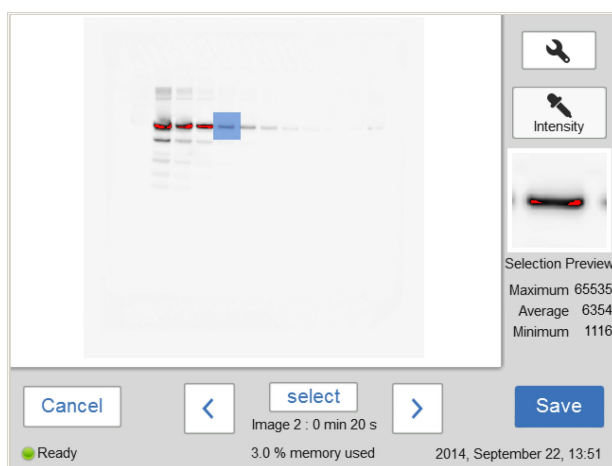 Intensity
Selection Preview
Maximum 65535
Average 6354
Minimum 1116
Cancel
select
Image 2 : 0 min 20 s
Save
Ready
3.0 % memory used
2014, September 22, 13:51